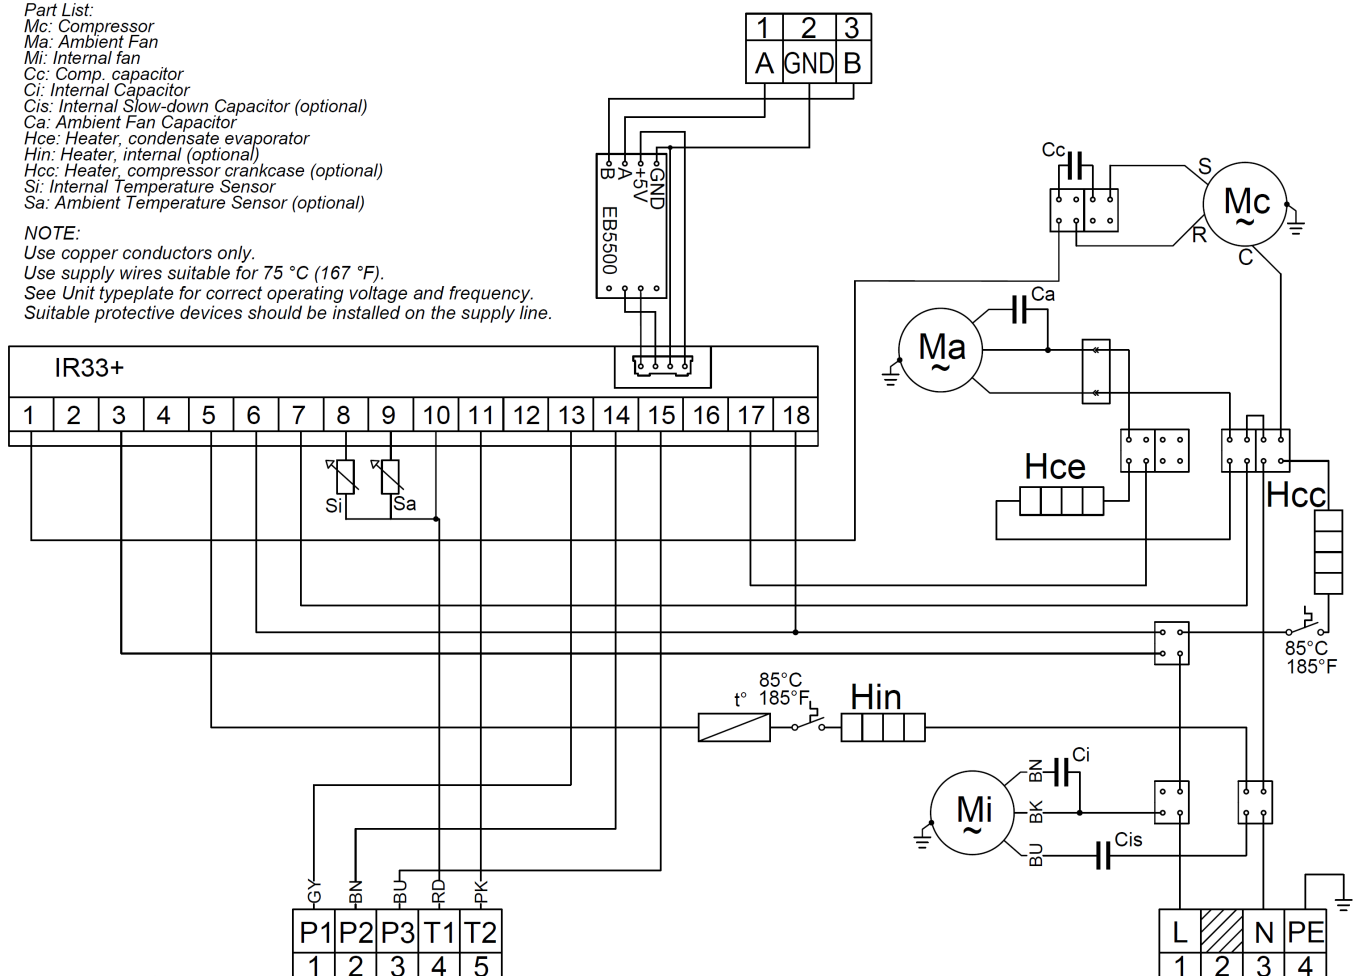 Part List:
Mc: Compressor
Ma: Ambient Fan
Mi: Internal fan
Cc: Comp. capacitor
Ci: Internal Capacitor
Cis: Internal Slow-down Capacitor (optional)
Ca: Ambient Fan Capacitor
Hce: Heater, condensate evaporator
Hin: Heater, internal (optional)
Hcc: Heater, compressor crankcase (optional)
Si: Internal Temperature Sensor
Sa: Ambient Temperature Sensor (optional)
NOTE:
Use copper conductors only.
Use supply wires suitable for 75 °C (167 °F).
See Unit typeplate for correct operating voltage and frequency.
Suitable protective devices should be installed on the supply line.
1 2 3
A GND B
B A +5V GND
EB5500
Cc
S
Mc
~
R
C
Ca
Ma
~
IR33+
1 2 3 4 5 6 7 8 9 10 11 12 13 14 15 16 17 18
Si
Sa
Hce
Hcc
85°C
185°F
t°
85°C
185°F
Hin
BN
Ci
Mi
~
BK
BU
Cis
GY BN BU RD PK
P1 P2 P3 T1 T2
1 2 3 4 5
L N PE
1 2 3 4